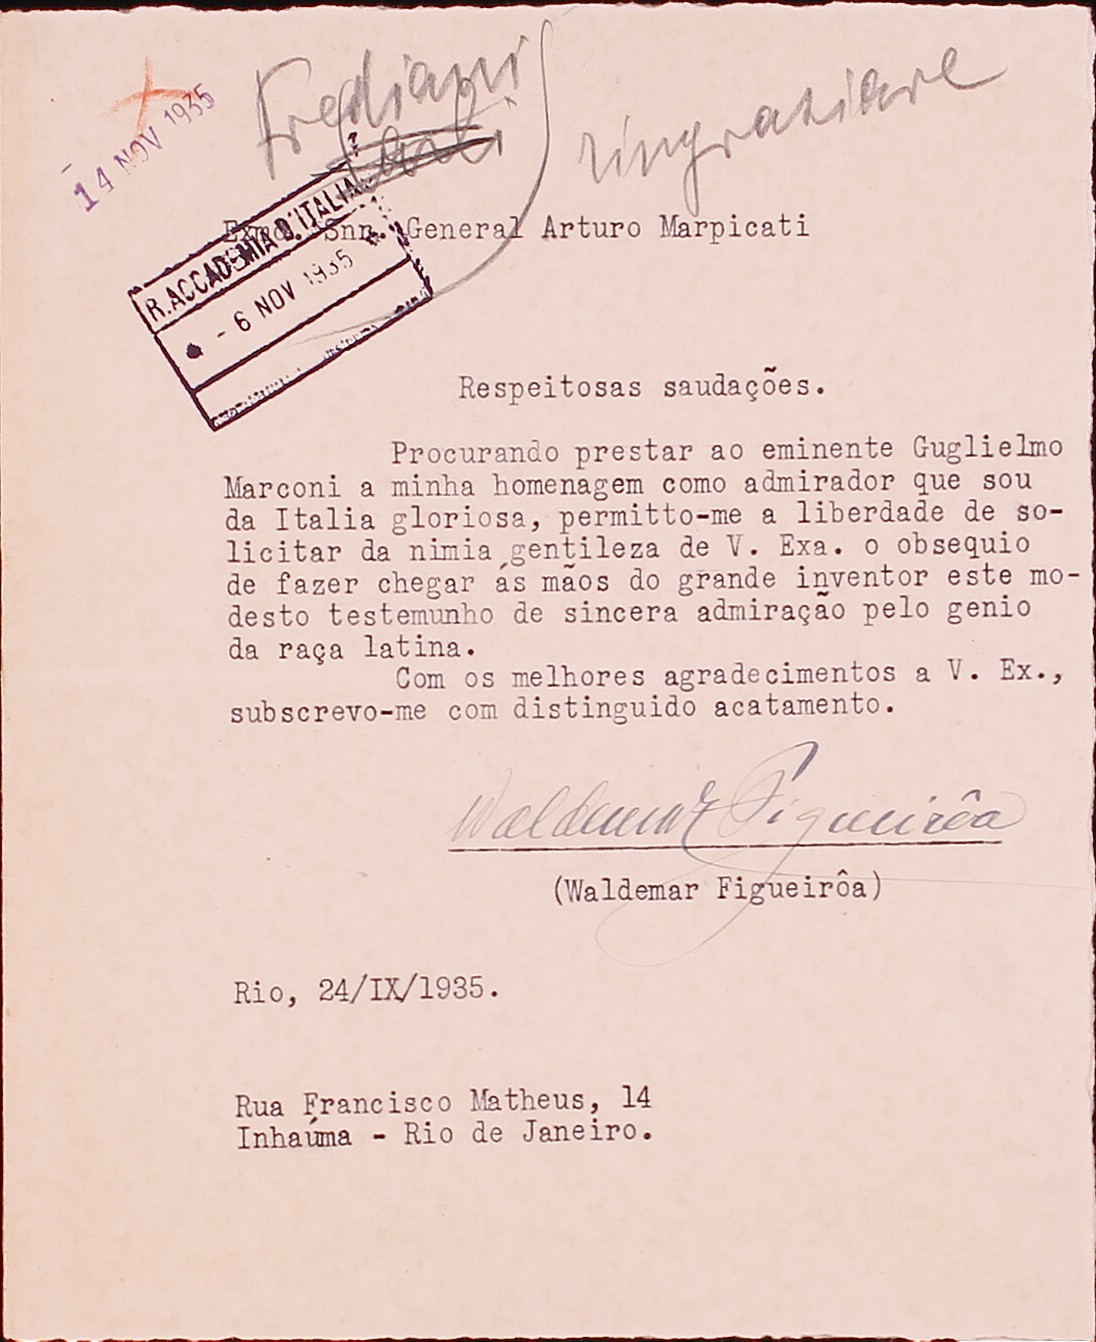 14 NOV 1935
Frediani
ringraziare
R. ACCADEMIA D'ITALIA
- 6 NOV 1935
Exmo. Snr. General Arturo Marpicati
Respeitosas saudações.
Procurando prestar ao eminente Guglielmo
Marconi a minha homenagem como admirador que sou
da Italia gloriosa, permitto-me a liberdade de so-
licitar da nimia gentileza de V. Exa. o obsequio
de fazer chegar ás mãos do grande inventor este mo-
desto testemunho de sincera admiração pelo genio
da raça latina.
Com os melhores agradecimentos a V. Ex.,
subscrevo-me com distinguido acatamento.
Waldemar Figueirôa
(Waldemar Figueirôa)
Rio, 24/IX/1935.
Rua Francisco Matheus, 14
Inhaúma - Rio de Janeiro.